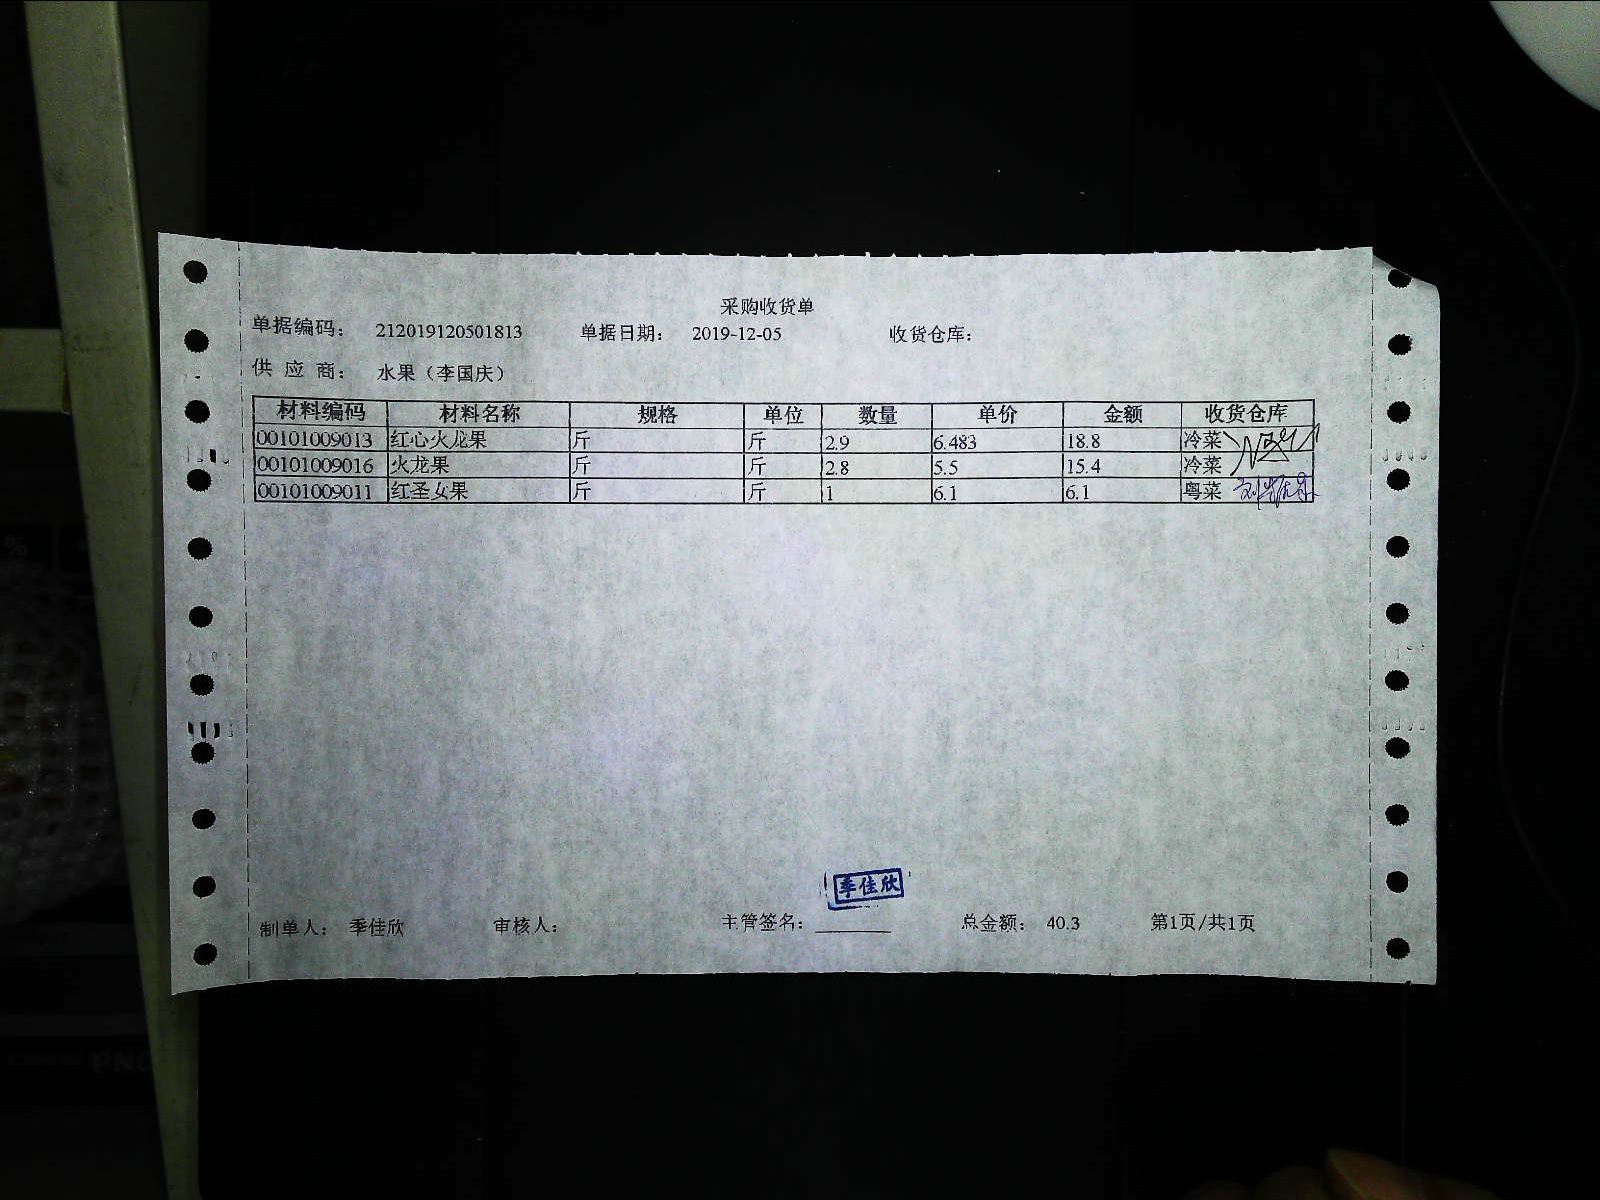 采购收货单
单据编码： 212019120501813 单据日期： 2019-12-05 收货仓库：
供 应 商： 水果（李国庆）
材料编码 材料名称 规格 单位 数量 单价 金额 收货仓库
00101009013 红心火龙果 斤 斤 2.9 6.483 18.8 冷菜
00101009016 火龙果 斤 斤 2.8 5.5 15.4 冷菜
00101009011 红圣女果 斤 斤 1 6.1 6.1 粤菜
季佳欣
制单人： 季佳欣 审核人： 主管签名： 总金额： 40.3 第1页/共1页